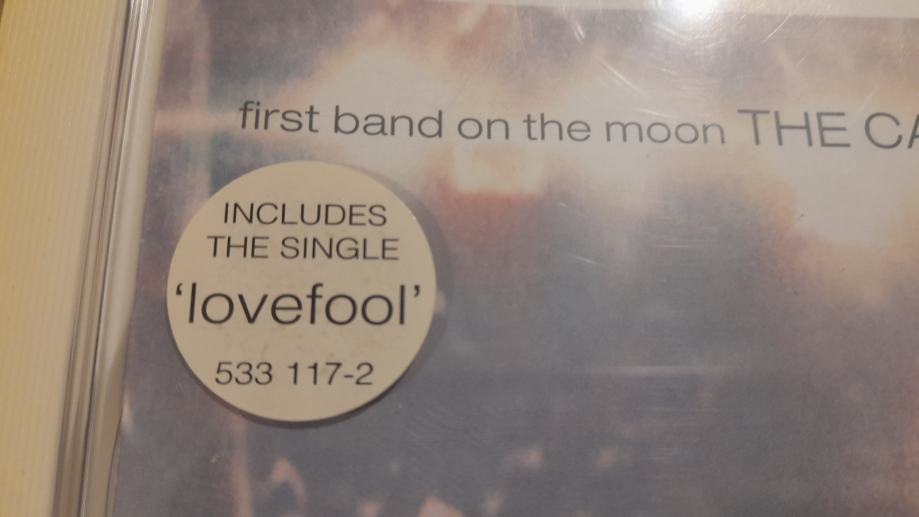 first band on the moon THE CA
INCLUDES
THE SINGLE
'lovefool'
533 117-2